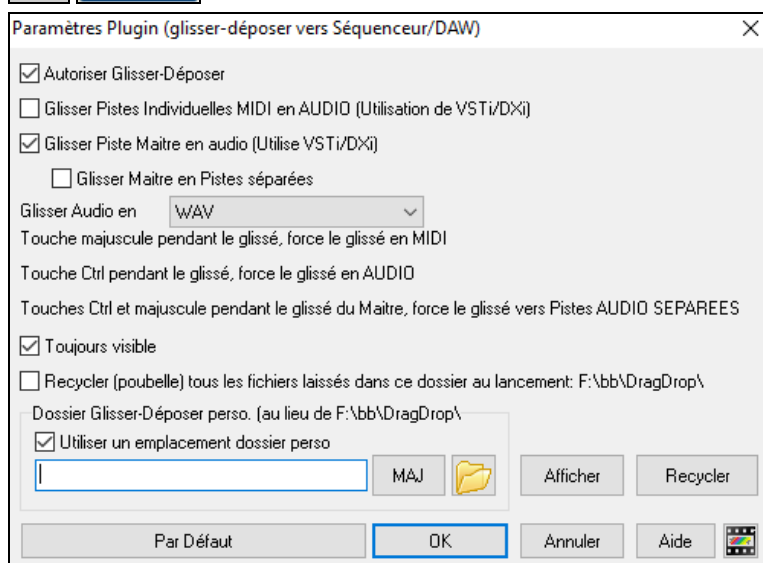 Paramètres Plugin (glisser-déposer vers Séquenceur/DAW)
Autoriser Glisser-Déposer
Glisser Pistes Individuelles MIDI en AUDIO (Utilisation de VSTi/DXi)
Glisser Piste Maitre en audio (Utilise VSTi/DXi)
Glisser Maitre en Pistes séparées
Glisser Audio en WAV
Touche majuscule pendant le glissé, force le glissé en MIDI
Touche Ctrl pendant le glissé, force le glissé en AUDIO
Touches Ctrl et majuscule pendant le glissé du Maitre, force le glissé vers Pistes AUDIO SEPAREES
Toujours visible
Recycler (poubelle) tous les fichiers laissés dans ce dossier au lancement: F:\bb\DragDrop\
Dossier Glisser-Déposer perso. (au lieu de F:\bb\DragDrop\
Utiliser un emplacement dossier perso
MAJ Afficher Recycler
Par Défaut OK Annuler Aide